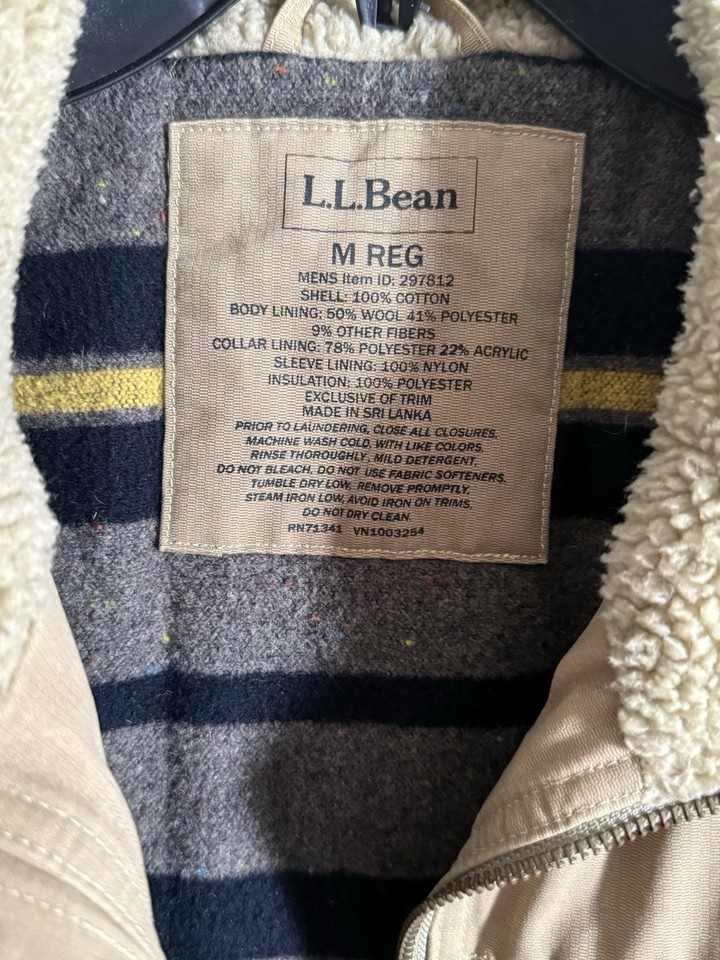 L.L.Bean
M REG
MENS Item ID: 297812
SHELL: 100% COTTON
BODY LINING: 50% WOOL 41% POLYESTER
9% OTHER FIBERS
COLLAR LINING: 78% POLYESTER 22% ACRYLIC
SLEEVE LINING: 100% NYLON
INSULATION: 100% POLYESTER
EXCLUSIVE OF TRIM
MADE IN SRI LANKA
PRIOR TO LAUNDERING, CLOSE ALL CLOSURES.
MACHINE WASH COLD, WITH LIKE COLORS.
RINSE THOROUGHLY, MILD DETERGENT,
DO NOT BLEACH, DO NOT USE FABRIC SOFTENERS.
TUMBLE DRY LOW, REMOVE PROMPTLY,
STEAM IRON LOW, AVOID IRON ON TRIMS,
DO NOT DRY CLEAN.
RN71341 VN1003254